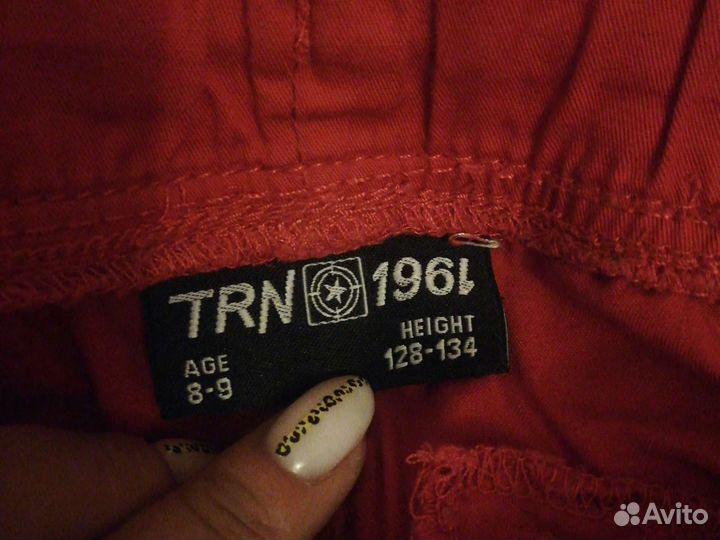 TRN 1961
AGE
8-9
HEIGHT
128-134
Avito